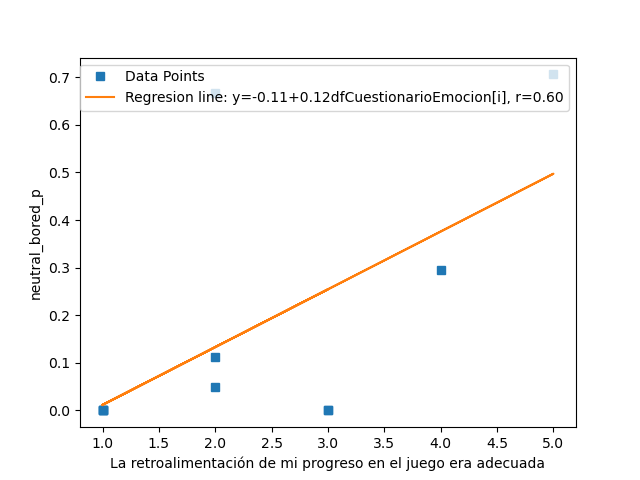 Data Points
Regresion line: y=-0.11+0.12dfCuestionarioEmocion[i], r=0.60
0.7
0.6
0.5
0.4
0.3
0.2
0.1
0.0
neutral_bored_p
1.0 1.5 2.0 2.5 3.0 3.5 4.0 4.5 5.0
La retroalimentación de mi progreso en el juego era adecuada